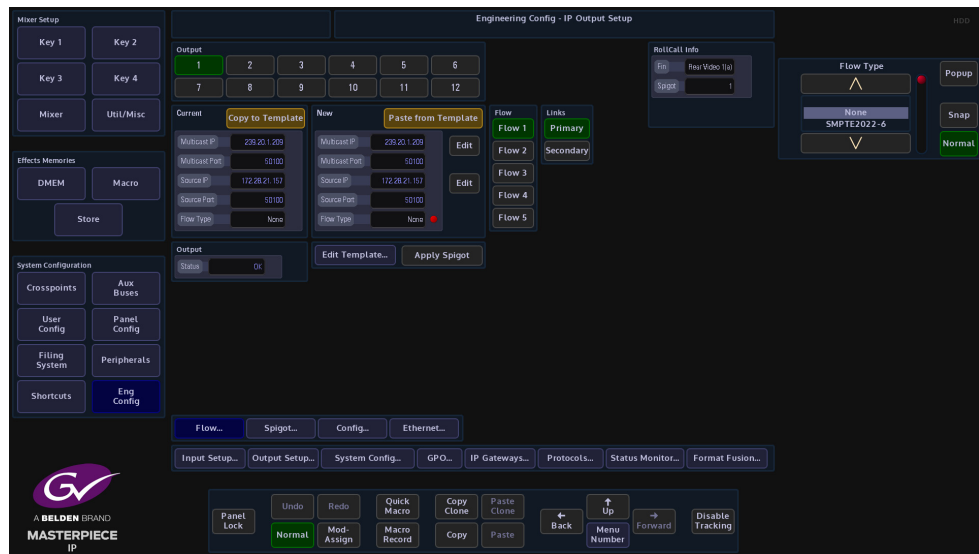 Mixer Setup
Key 1
Key 2
Key 3
Key 4
Mixer
Util/Misc
Effects Memories
DMEM
Macro
Store
System Configuration
Crosspoints
Aux
Buses
User
Config
Panel
Config
Filing
System
Peripherals
Shortcuts
Eng
Config
A BELDEN BRAND
MASTERPIECE
IP
Engineering Config - IP Output Setup
HDD
Output
1 2 3 4 5 6
7 8 9 10 11 12
RollCall Info
Fin Rear Video 1(a)
Spigot 1
Flow Type
None
SMPTE2022-6
Popup
Snap
Normal
Current
Copy to Template
Multicast IP 239.20.1.209
Multicast Port 50100
Source IP 172.28.21.157
Source Port 50100
Flow Type None
New
Paste from Template
Multicast IP 239.20.1.209
Edit
Multicast Port 50100
Source IP 172.28.21.157
Edit
Source Port 50100
Flow Type None
Flow
Flow 1
Flow 2
Flow 3
Flow 4
Flow 5
Links
Primary
Secondary
Output
Status OK
Edit Template...
Apply Spigot
Flow... Spigot... Config... Ethernet...
Input Setup... Output Setup... System Config... GPO... IP Gateways... Protocols... Status Monitor... Format Fusion...
Panel
Lock
Undo
Redo
Normal
Mod-
Assign
Quick
Macro
Macro
Record
Copy
Clone
Paste
Clone
Copy
Paste
Back
Up
Menu
Number
Forward
Disable
Tracking